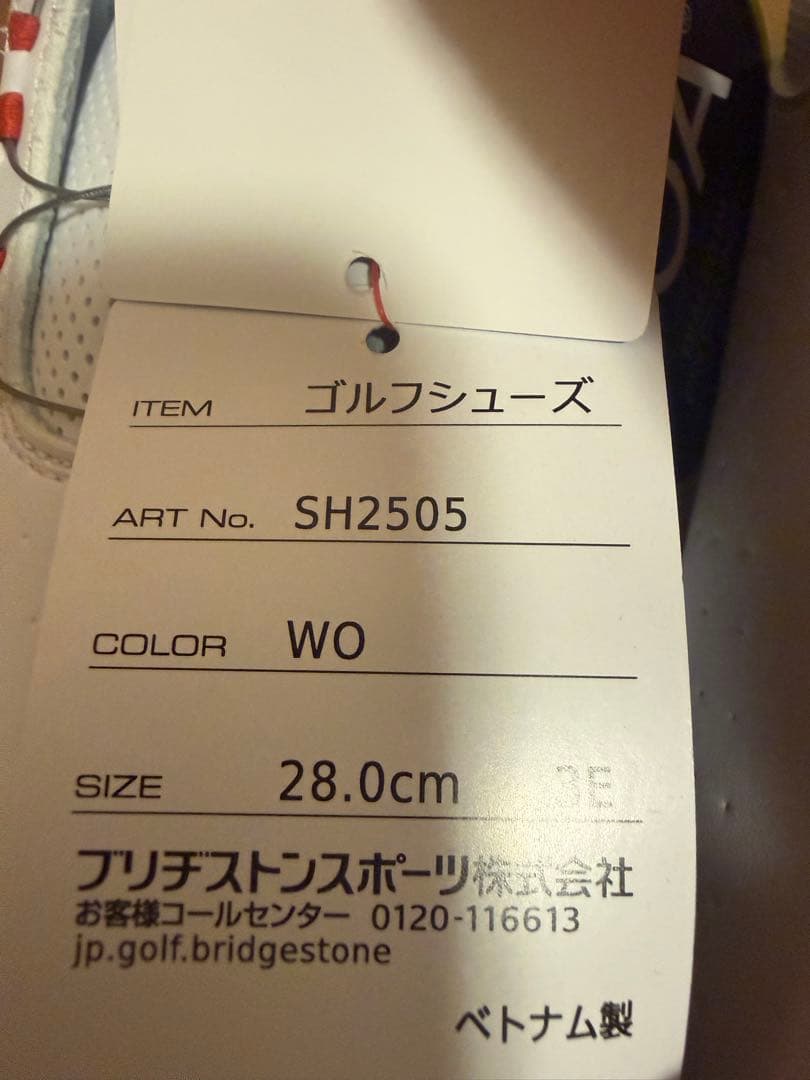 ITEM ゴルフシューズ
ART No. SH2505
COLOR WO
SIZE 28.0cm 3E
ブリヂストンスポーツ株式会社
お客様コールセンター 0120-116613
jp.golf.bridgestone
ベトナム製